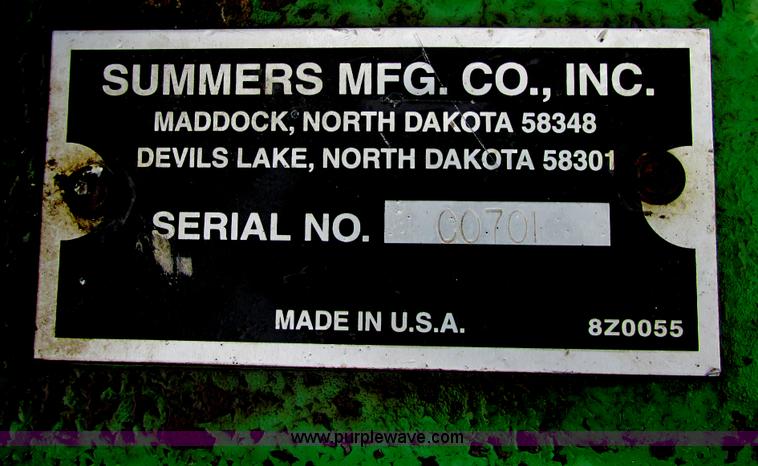 SUMMERS MFG. CO., INC.
MADDOCK, NORTH DAKOTA 58348
DEVILS LAKE, NORTH DAKOTA 58301
SERIAL NO. C0701
MADE IN U.S.A.
8Z0055
www.purplewave.com